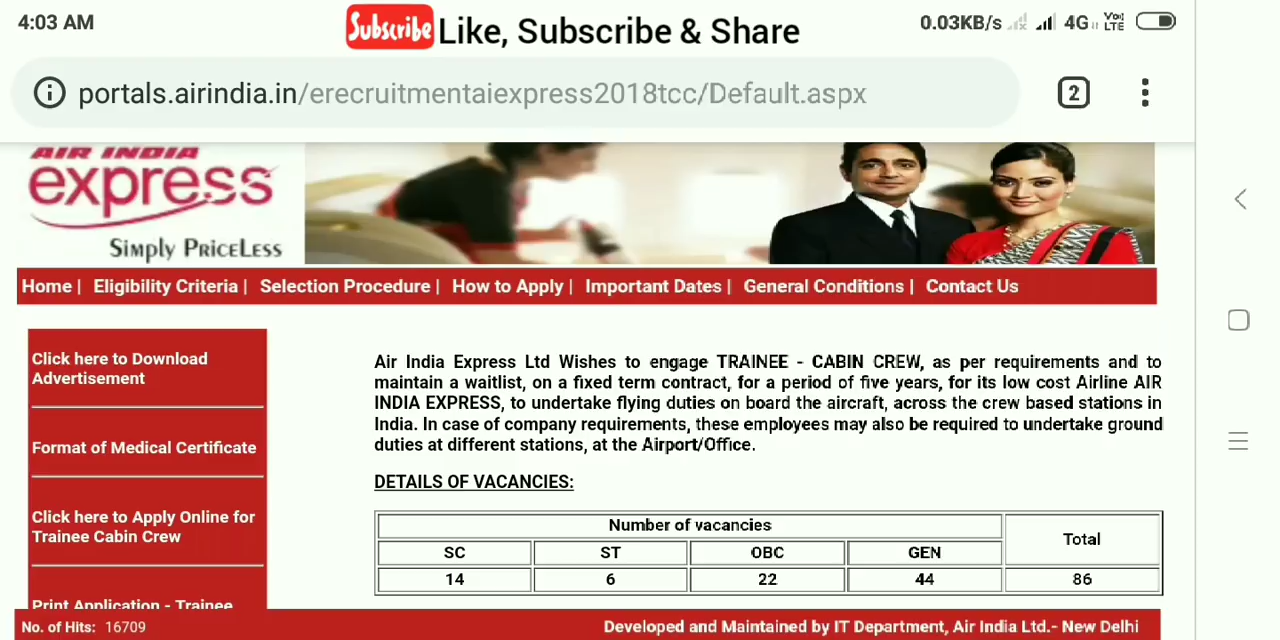 4:03 AM
Subscribe Like, Subscribe & Share
0.03KB/s 4G VoLTE
portals.airindia.in/erecruitmentaiexpress2018tcc/Default.aspx
2
AIR INDIA
express
SIMPLY PRICELESS
Home | Eligibility Criteria | Selection Procedure | How to Apply | Important Dates | General Conditions | Contact Us
Click here to Download
Advertisement
Format of Medical Certificate
Click here to Apply Online for
Trainee Cabin Crew
Print Application - Trainee
Air India Express Ltd Wishes to engage TRAINEE - CABIN CREW, as per requirements and to
maintain a waitlist, on a fixed term contract, for a period of five years, for its low cost Airline AIR
INDIA EXPRESS, to undertake flying duties on board the aircraft, across the crew based stations in
India. In case of company requirements, these employees may also be required to undertake ground
duties at different stations, at the Airport/Office.
DETAILS OF VACANCIES:
Number of vacancies Total
SC ST OBC GEN
14 6 22 44 86
No. of Hits: 16709
Developed and Maintained by IT Department, Air India Ltd.- New Delhi